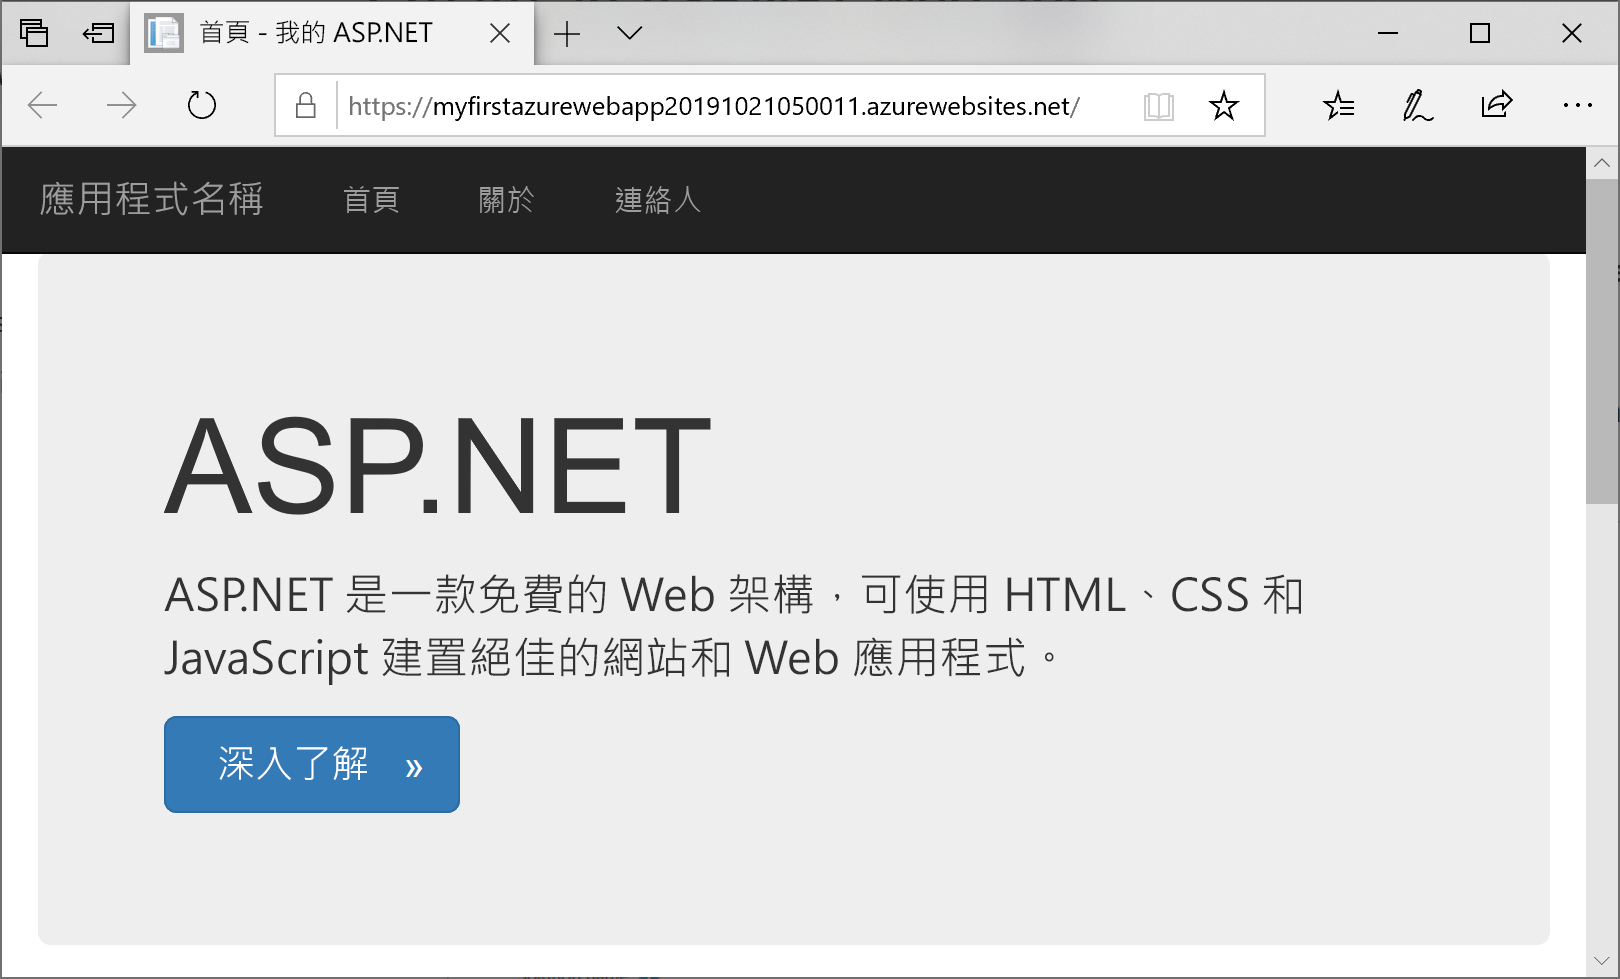 首頁 - 我的 ASP.NET
https://myfirstazurewebapp20191021050011.azurewebsites.net/
應用程式名稱 首頁 關於 連絡人
ASP.NET
ASP.NET 是一款免費的 Web 架構，可使用 HTML、CSS 和
JavaScript 建置絕佳的網站和 Web 應用程式。
深入了解 »